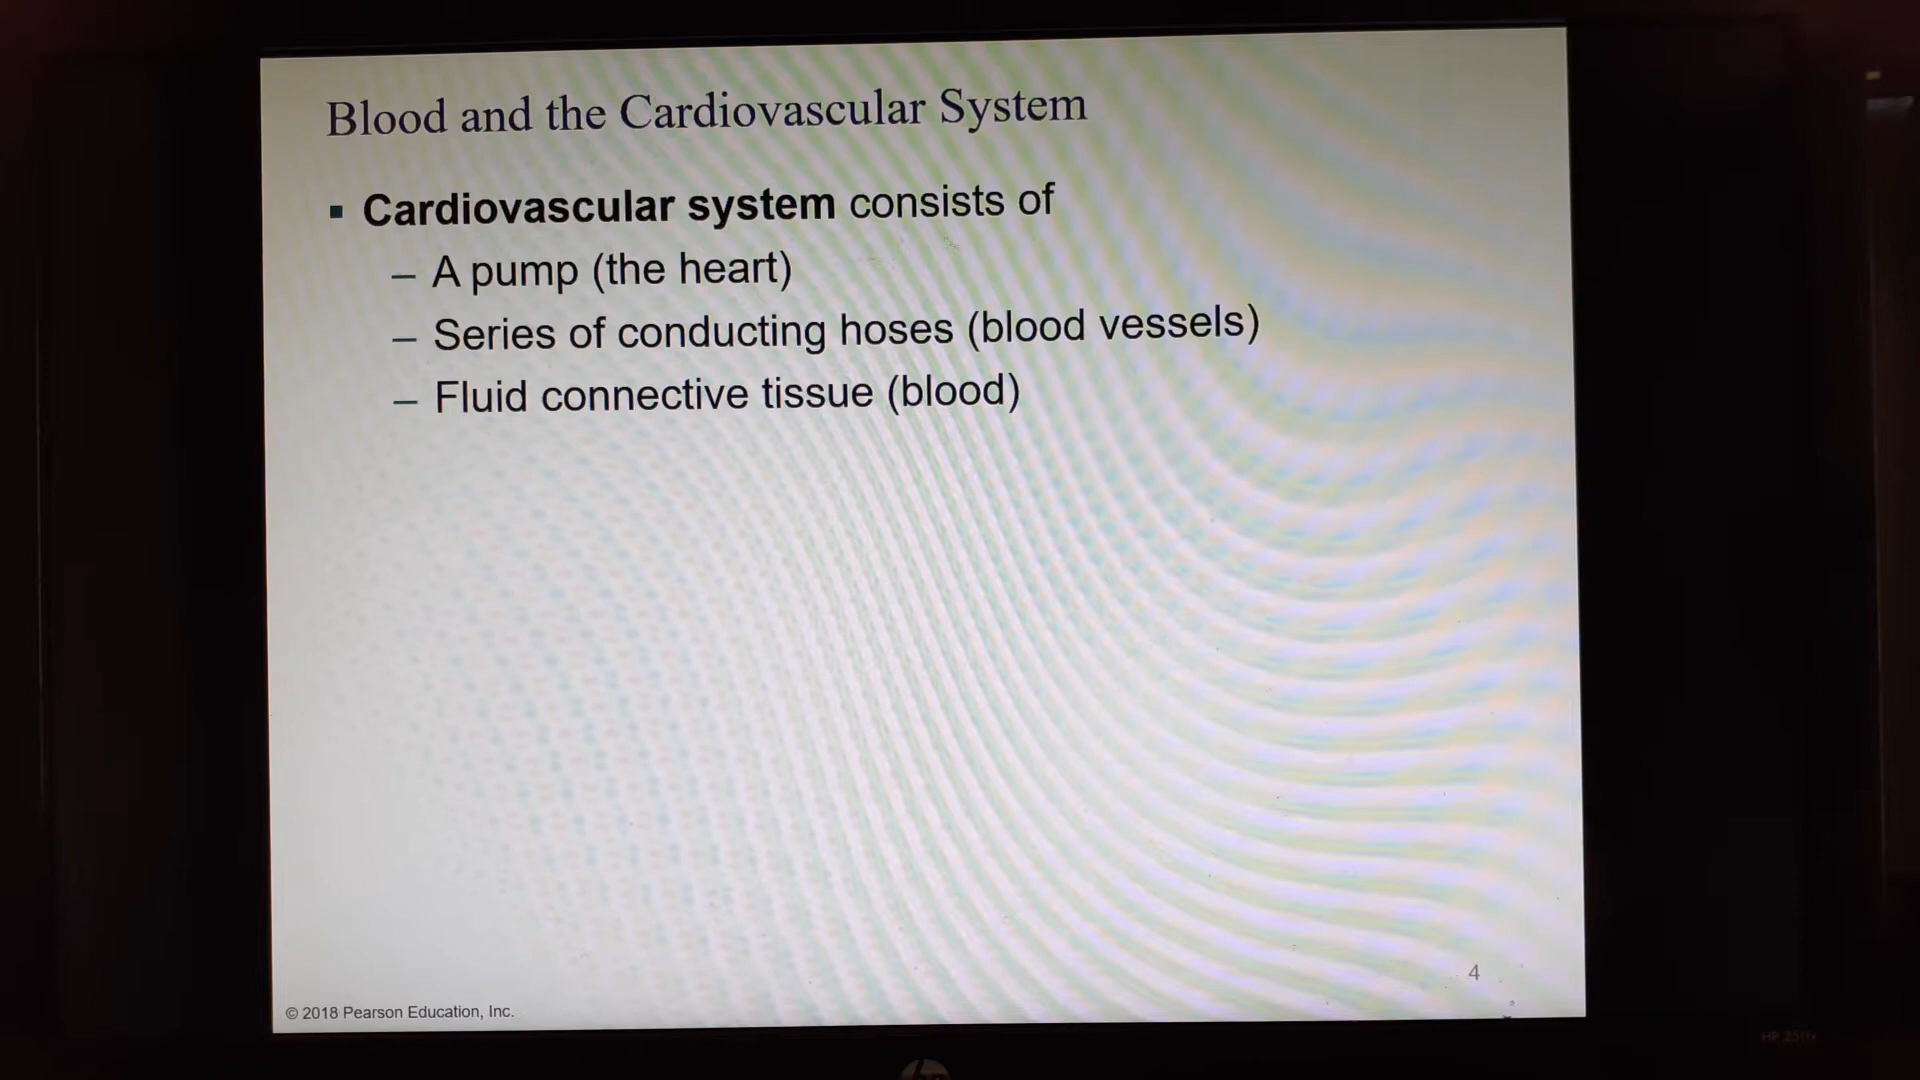 Blood and the Cardiovascular System
▪ Cardiovascular system consists of
– A pump (the heart)
– Series of conducting hoses (blood vessels)
– Fluid connective tissue (blood)
4
© 2018 Pearson Education, Inc.
hp